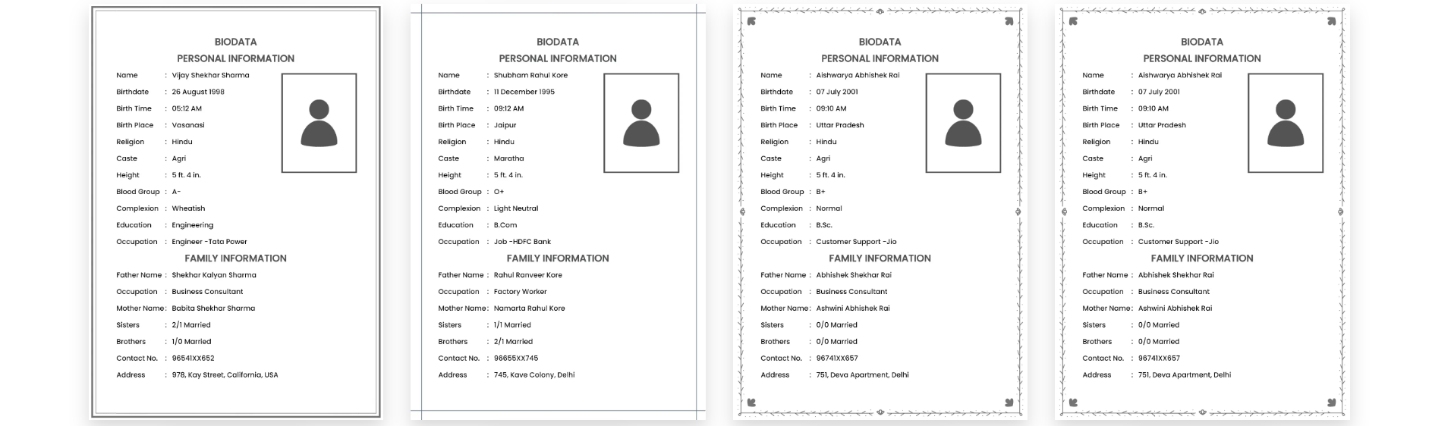 BIODATA
PERSONAL INFORMATION
Name : Vijay Shekhar Sharma
Birthdate : 26 August 1998
Birth Time : 05:12 AM
Birth Place : Vasanasi
Religion : Hindu
Caste : Agri
Height : 5 ft. 4 in.
Blood Group : A-
Complexion : Wheatish
Education : Engineering
Occupation : Engineer -Tata Power
FAMILY INFORMATION
Father Name : Shekhar Kalyan Sharma
Occupation : Business Consultant
Mother Name : Babita Shekhar Sharma
Sisters : 2/1 Married
Brothers : 1/0 Married
Contact No. : 96541XX652
Address : 978, Kay Street, California, USA
BIODATA
PERSONAL INFORMATION
Name : Shubham Rahul Kore
Birthdate : 11 December 1995
Birth Time : 09:12 AM
Birth Place : Jaipur
Religion : Hindu
Caste : Maratha
Height : 5 ft. 4 in.
Blood Group : O+
Complexion : Light Neutral
Education : B.Com
Occupation : Job -HDFC Bank
FAMILY INFORMATION
Father Name : Rahul Ranveer Kore
Occupation : Factory Worker
Mother Name : Namarta Rahul Kore
Sisters : 1/1 Married
Brothers : 2/1 Married
Contact No. : 98655XX745
Address : 745, Kave Colony, Delhi
BIODATA
PERSONAL INFORMATION
Name : Aishwarya Abhishek Rai
Birthdate : 07 July 2001
Birth Time : 09:10 AM
Birth Place : Uttar Pradesh
Religion : Hindu
Caste : Agri
Height : 5 ft. 4 in.
Blood Group : B+
Complexion : Normal
Education : B.Sc.
Occupation : Customer Support -Jio
FAMILY INFORMATION
Father Name : Abhishek Shekhar Rai
Occupation : Business Consultant
Mother Name : Ashwini Abhishek Rai
Sisters : 0/0 Married
Brothers : 0/0 Married
Contact No. : 96741XX657
Address : 751, Deva Apartment, Delhi
BIODATA
PERSONAL INFORMATION
Name : Aishwarya Abhishek Rai
Birthdate : 07 July 2001
Birth Time : 09:10 AM
Birth Place : Uttar Pradesh
Religion : Hindu
Caste : Agri
Height : 5 ft. 4 in.
Blood Group : B+
Complexion : Normal
Education : B.Sc.
Occupation : Customer Support -Jio
FAMILY INFORMATION
Father Name : Abhishek Shekhar Rai
Occupation : Business Consultant
Mother Name : Ashwini Abhishek Rai
Sisters : 0/0 Married
Brothers : 0/0 Married
Contact No. : 96741XX657
Address : 751, Deva Apartment, Delhi